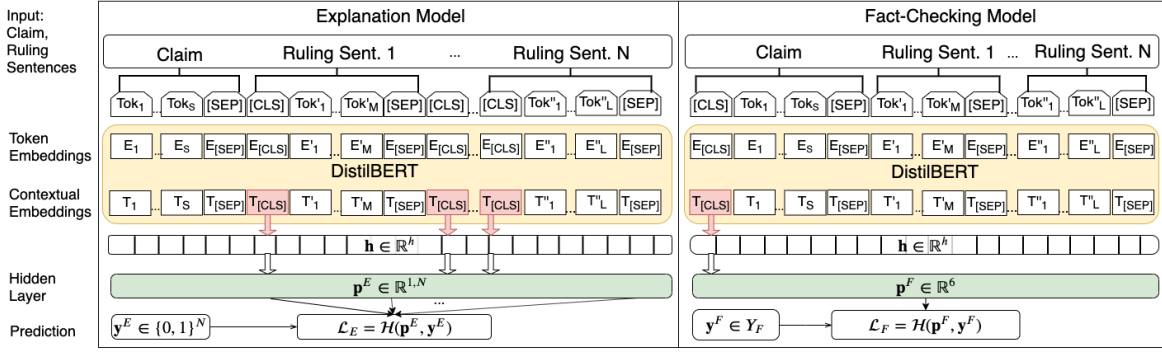 Input:
Claim,
Ruling
Sentences
Explanation Model
Claim Ruling Sent. 1 ... Ruling Sent. N
Tok₁ ... Tokₛ [SEP] [CLS] Tok'₁ ... Tok'M [SEP] [CLS] ... [CLS] Tok"₁ ... Tok"L [SEP]
Token
Embeddings
E₁ ... Eₛ E[SEP] E[CLS] E'₁ ... E'M E[SEP] E[CLS] ... E[CLS] E"₁ ... E"L E[SEP]
DistilBERT
Contextual
Embeddings
T₁ ... Tₛ T[SEP] T[CLS] T'₁ ... T'M T[SEP] T[CLS] ... T[CLS] T"₁ ... T"L T[SEP]
h ∈ ℝʰ
Hidden
Layer
pᴱ ∈ ℝ¹,ᴺ
...
Prediction
yᴱ ∈ {0, 1}ᴺ
ℒ_E = ℋ(pᴱ, yᴱ)
Fact-Checking Model
Claim Ruling Sent. 1 ... Ruling Sent. N
[CLS] Tok₁ ... Tokₛ [SEP] Tok'₁ ... Tok'M [SEP] ... Tok"₁ ... Tok"L [SEP]
E[CLS] E₁ ... Eₛ E[SEP] E'₁ ... E'M E[SEP] ... E"₁ ... E"L E[SEP]
DistilBERT
T[CLS] T₁ ... Tₛ T[SEP] T'₁ ... T'M T[SEP] ... T"₁ ... T"L T[SEP]
h ∈ ℝʰ
pF ∈ ℝ⁶
yF ∈ Y_F
ℒ_F = ℋ(pF, yF)